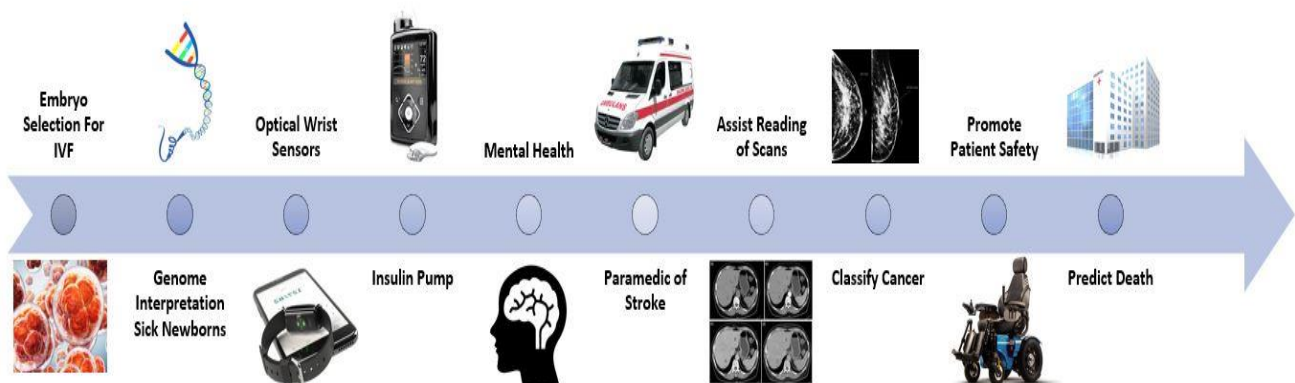 Embryo
Selection For
IVF
Genome
Interpretation
Sick Newborns
Optical Wrist
Sensors
Insulin Pump
Mental Health
AMBULANS
Paramedic of
Stroke
Assist Reading
of Scans
Classify Cancer
Promote
Patient Safety
Predict Death